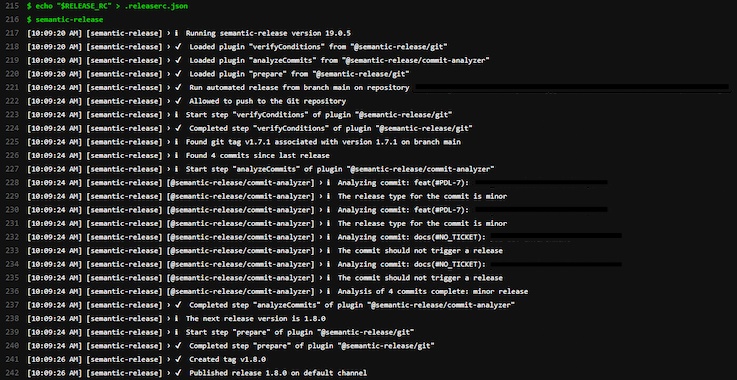 215 $ echo "$RELEASE_RC" > .releaserc.json
216 $ semantic-release
217 [10:09:20 AM] [semantic-release] › ℹ Running semantic-release version 19.0.5
218 [10:09:20 AM] [semantic-release] › ✔ Loaded plugin "verifyConditions" from "@semantic-release/git"
219 [10:09:20 AM] [semantic-release] › ✔ Loaded plugin "analyzeCommits" from "@semantic-release/commit-analyzer"
220 [10:09:20 AM] [semantic-release] › ✔ Loaded plugin "prepare" from "@semantic-release/git"
221 [10:09:24 AM] [semantic-release] › ✔ Run automated release from branch main on repository
222 [10:09:24 AM] [semantic-release] › ✔ Allowed to push to the Git repository
223 [10:09:24 AM] [semantic-release] › ℹ Start step "verifyConditions" of plugin "@semantic-release/git"
224 [10:09:24 AM] [semantic-release] › ✔ Completed step "verifyConditions" of plugin "@semantic-release/git"
225 [10:09:24 AM] [semantic-release] › ℹ Found git tag v1.7.1 associated with version 1.7.1 on branch main
226 [10:09:24 AM] [semantic-release] › ℹ Found 4 commits since last release
227 [10:09:24 AM] [semantic-release] › ℹ Start step "analyzeCommits" of plugin "@semantic-release/commit-analyzer"
228 [10:09:24 AM] [semantic-release] [@semantic-release/commit-analyzer] › ℹ Analyzing commit: feat(#PDL-7):
229 [10:09:24 AM] [semantic-release] [@semantic-release/commit-analyzer] › ℹ The release type for the commit is minor
230 [10:09:24 AM] [semantic-release] [@semantic-release/commit-analyzer] › ℹ Analyzing commit: feat(#PDL-7):
231 [10:09:24 AM] [semantic-release] [@semantic-release/commit-analyzer] › ℹ The release type for the commit is minor
232 [10:09:24 AM] [semantic-release] [@semantic-release/commit-analyzer] › ℹ Analyzing commit: docs(#NO_TICKET):
233 [10:09:24 AM] [semantic-release] [@semantic-release/commit-analyzer] › ℹ The commit should not trigger a release
234 [10:09:24 AM] [semantic-release] [@semantic-release/commit-analyzer] › ℹ Analyzing commit: docs(#NO_TICKET):
235 [10:09:24 AM] [semantic-release] [@semantic-release/commit-analyzer] › ℹ The commit should not trigger a release
236 [10:09:24 AM] [semantic-release] [@semantic-release/commit-analyzer] › ℹ Analysis of 4 commits complete: minor release
237 [10:09:24 AM] [semantic-release] › ✔ Completed step "analyzeCommits" of plugin "@semantic-release/commit-analyzer"
238 [10:09:24 AM] [semantic-release] › ℹ The next release version is 1.8.0
239 [10:09:24 AM] [semantic-release] › ℹ Start step "prepare" of plugin "@semantic-release/git"
240 [10:09:24 AM] [semantic-release] › ✔ Completed step "prepare" of plugin "@semantic-release/git"
241 [10:09:26 AM] [semantic-release] › ✔ Created tag v1.8.0
242 [10:09:26 AM] [semantic-release] › ✔ Published release 1.8.0 on default channel